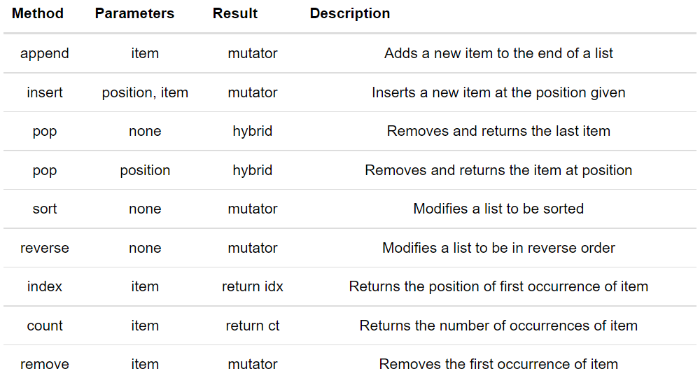 Method Parameters Result Description
append item mutator Adds a new item to the end of a list
insert position, item mutator Inserts a new item at the position given
pop none hybrid Removes and returns the last item
pop position hybrid Removes and returns the item at position
sort none mutator Modifies a list to be sorted
reverse none mutator Modifies a list to be in reverse order
index item return idx Returns the position of first occurrence of item
count item return ct Returns the number of occurrences of item
remove item mutator Removes the first occurrence of item